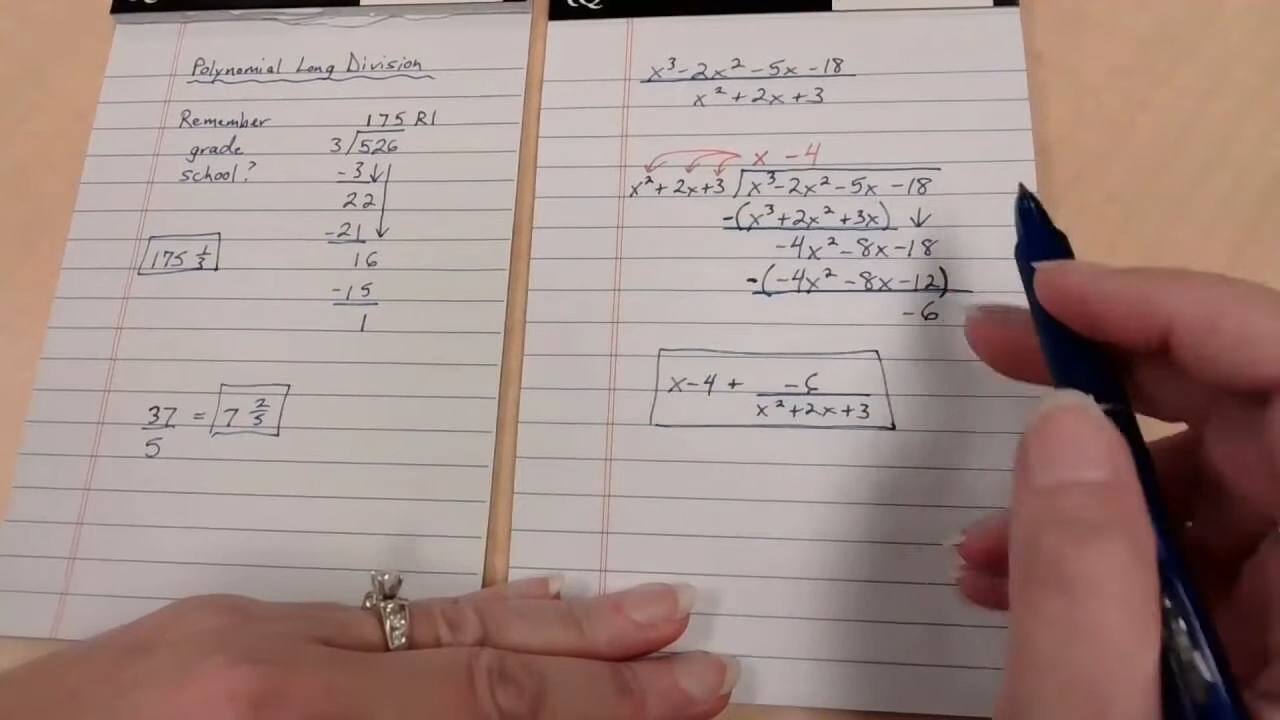 Polynomial Long Division
Remember
grade
school?
175 R1
3 /526
-3
22
-21
16
-15
1
175 1/3
37/5 = 7 2/5
x³-2x²-5x-18
x²+2x+3
x -4
x²+2x+3 /x³-2x²-5x-18
-(x³+2x²+3x)
-4x²-8x-18
-(-4x²-8x-12)
-6
x-4 + -6/x²+2x+3